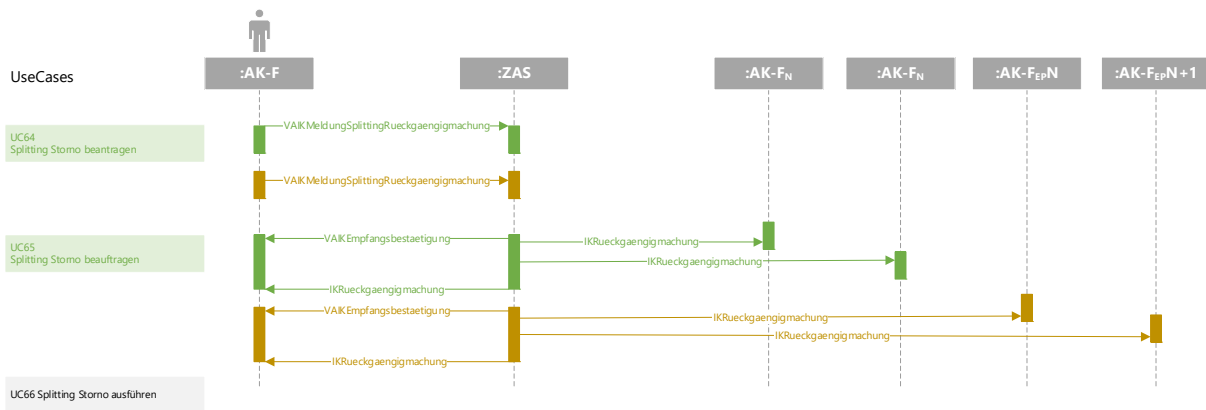 UseCases
:AK-F
:ZAS
:AK-FN
:AK-FN
:AK-FEPN
:AK-FEPN+1
UC64
Splitting Storno beantragen
VAIKMeldungSplittingRueckgaengigmachung
VAIKMeldungSplittingRueckgaengigmachung
UC65
Splitting Storno beauftragen
VAIKEmpfangsbestaetigung
IKRueckgaengigmachung
IKRueckgaengigmachung
IKRueckgaengigmachung
VAIKEmpfangsbestaetigung
IKRueckgaengigmachung
IKRueckgaengigmachung
IKRueckgaengigmachung
UC66 Splitting Storno ausführen